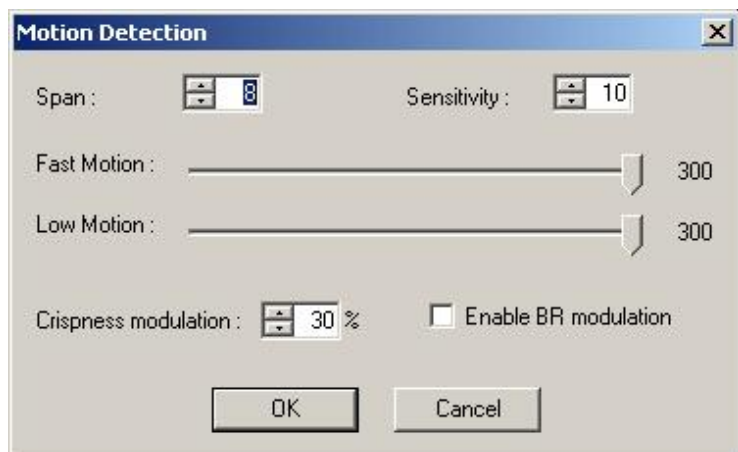 Motion Detection
Span : 8 Sensitivity : 10
Fast Motion : 300
Low Motion : 300
Crispness modulation : 30 % Enable BR modulation
OK Cancel